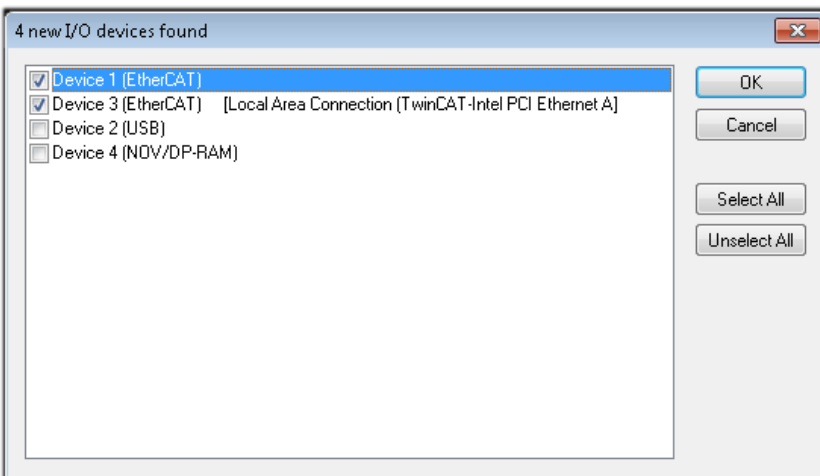 4 new I/O devices found
Device 1 (EtherCAT)
Device 3 (EtherCAT) [Local Area Connection (TwinCAT-Intel PCI Ethernet A]
Device 2 (USB)
Device 4 (NOV/DP-RAM)
OK
Cancel
Select All
Unselect All